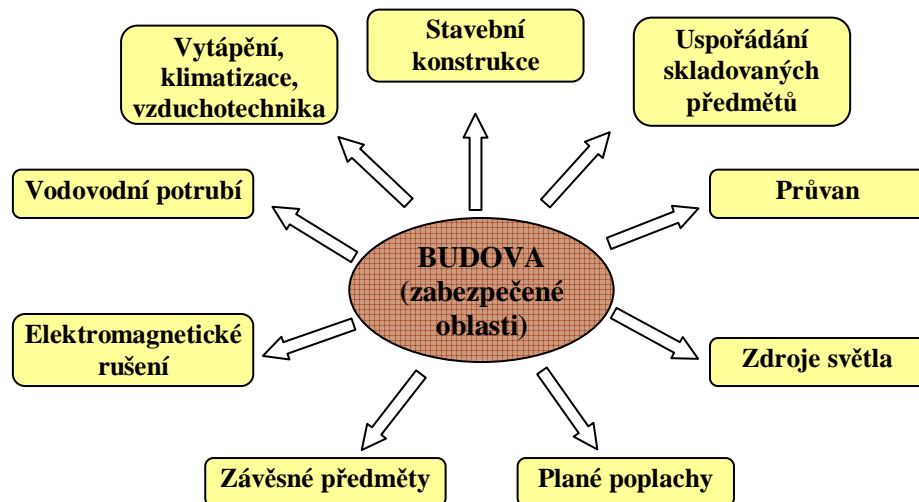 Stavební
konstrukce
Uspořádání
skladovaných
předmětů
Vytápění,
klimatizace,
vzduchotechnika
Vodovodní potrubí
Průvan
BUDOVA
(zabezpečené
oblasti)
Elektromagnetické
rušení
Zdroje světla
Závěsné předměty
Plané poplachy